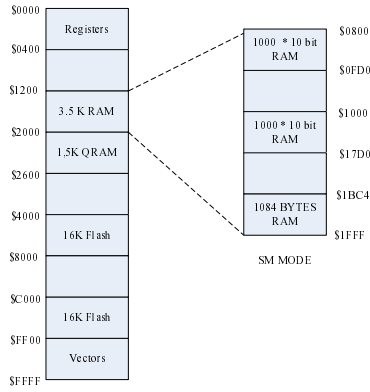 $0000
Registers
$0400
$1200
3.5 K RAM
$2000
1,5K QRAM
$2600
$4000
16K Flash
$8000
$C000
16K Flash
$FF00
Vectors
$FFFF
$0800
1000 * 10 bit
RAM
$0FD0
$1000
1000 * 10 bit
RAM
$17D0
$1BC4
1084 BYTES
RAM
$1FFF
SM MODE